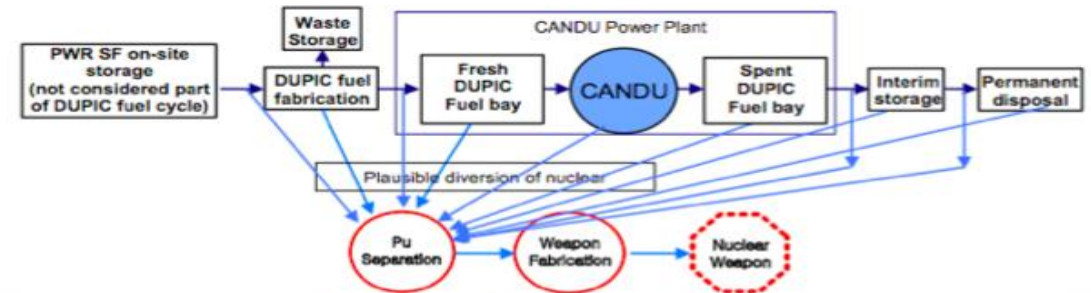 Waste
Storage
CANDU Power Plant
PWR SF on-site
storage
(not considered part
of DUPIC fuel cycle)
DUPIC fuel
fabrication
Fresh
DUPIC
Fuel bay
CANDU
Spent
DUPIC
Fuel bay
Interim
storage
Permanent
disposal
Plausible diversion of nuclear
Pu
Separation
Weapon
Fabrication
Nuclear
Weapon